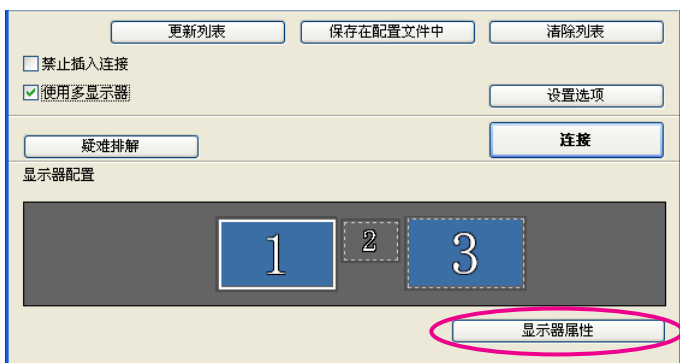 更新列表 保存在配置文件中 清除列表
禁止插入连接
使用多显示器
设置选项
疑难排解 连接
显示器配置
1 2 3
显示器属性